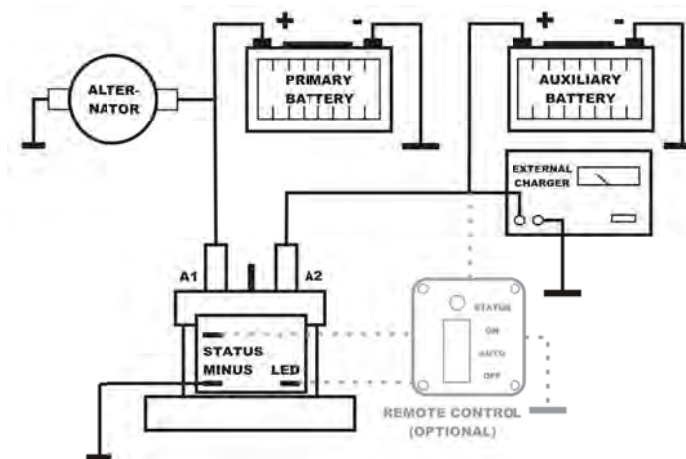 + -
+ -
ALTER-
NATOR
PRIMARY
BATTERY
AUXILIARY
BATTERY
EXTERNAL
CHARGER
A1
A2
STATUS
MINUS LED
STATUS
ON
AUTO
OFF
REMOTE CONTROL
(OPTIONAL)